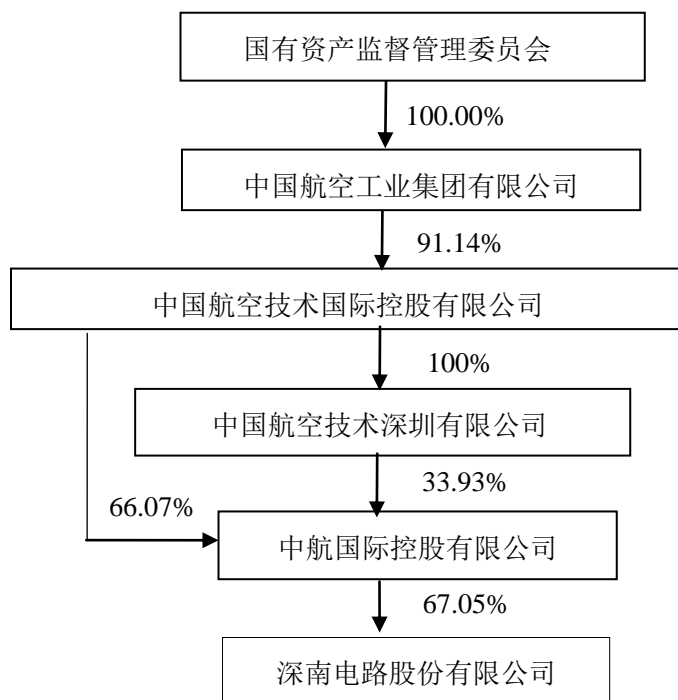 国有资产监督管理委员会
100.00%
中国航空工业集团有限公司
91.14%
中国航空技术国际控股有限公司
100%
中国航空技术深圳有限公司
33.93%
66.07%
中航国际控股有限公司
67.05%
深南电路股份有限公司